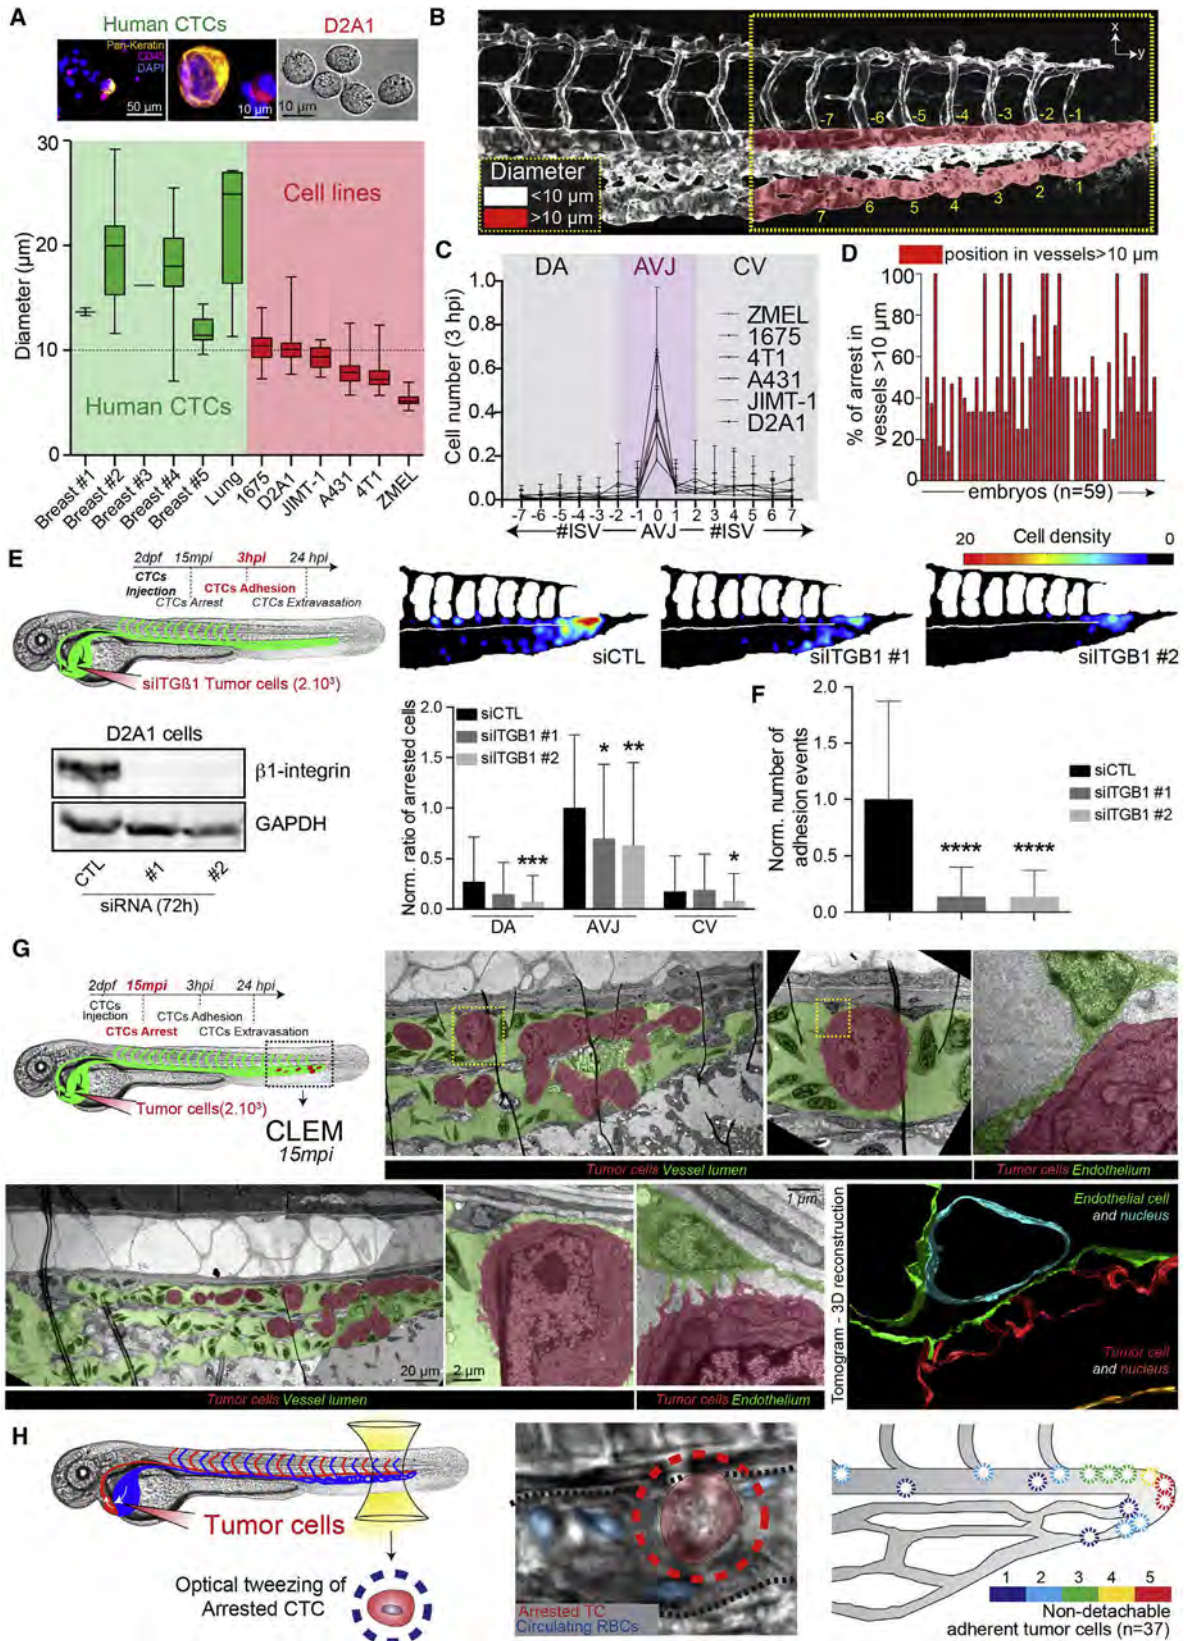 A
Human CTCs
D2A1
Pan-Keratin
CD45
DAPI
50 µm
10 µm
10 µm
Diameter (µm)
30
20
10
0
Cell lines
Human CTCs
Breast #1
Breast #2
Breast #3
Breast #4
Breast #5
Lung
1675
D2A1
JIMT-1
A431
4T1
ZMEL
B
x
y
-7
-6
-5
-4
-3
-2
-1
7
6
5
4
3
2
1
Diameter
<10 µm
>10 µm
C
DA
AVJ
CV
Cell number (3 hpi)
1.0
0.8
0.6
0.4
0.2
0.0
ZMEL
1675
4T1
A431
JIMT-1
D2A1
-7 -6 -5 -4 -3 -2 -1 0 1 2 3 4 5 6 7
#ISV AVJ #ISV
D
position in vessels>10 µm
% of arrest in
vessels >10 µm
100
80
60
40
20
0
embryos (n=59)
E
2dpf 15mpi 3hpi 24 hpi
CTCs
Injection
CTCs Adhesion
CTCs Arrest
CTCs Extravasation
siITGß1 Tumor cells (2.10³)
Cell density
20
0
siCTL
siITGB1 #1
siITGB1 #2
D2A1 cells
β1-integrin
GAPDH
CTL
#1
#2
siRNA (72h)
Norm. ratio of arrested cells
2.0
1.5
1.0
0.5
0.0
siCTL
siITGB1 #1
siITGB1 #2
***
*
**
*
DA
AVJ
CV
F
Norm. number of
adhesion events
2.0
1.5
1.0
0.5
0.0
siCTL
siITGB1 #1
siITGB1 #2
****
****
G
2dpf 15mpi 3hpi 24 hpi
CTCs
Injection
CTCs Adhesion
CTCs Arrest
CTCs Extravasation
Tumor cells(2.10³)
CLEM
15mpi
Tumor cells Vessel lumen
Tumor cells Endothelium
20 µm
2 µm
1 µm
Tumor cells Vessel lumen
Tumor cells Endothelium
Tomogram - 3D reconstruction
Endothelial cell
and nucleus
Tumor cell
and nucleus
H
Tumor cells
Optical tweezing of
Arrested CTC
Arrested TC
Circulating RBCs
1 2 3 4 5
Non-detachable
adherent tumor cells (n=37)